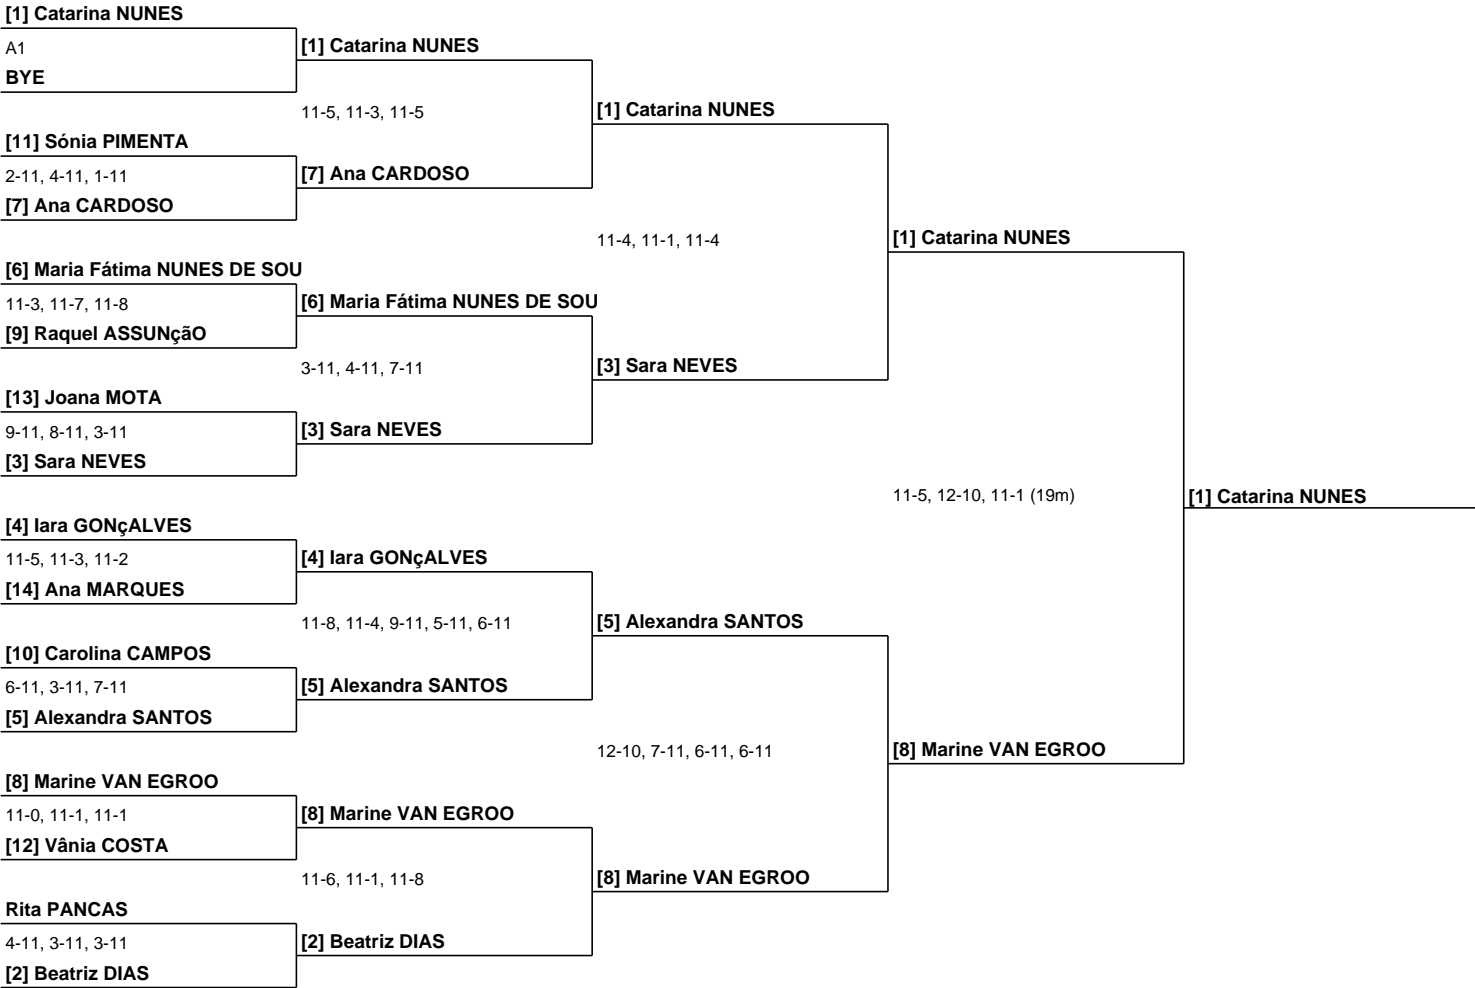 [1] Catarina NUNES
A1
BYE
[11] Sónia PIMENTA
2-11, 4-11, 1-11
[7] Ana CARDOSO
[6] Maria Fátima NUNES DE SOU
11-3, 11-7, 11-8
[9] Raquel ASSUNçãO
[13] Joana MOTA
9-11, 8-11, 3-11
[3] Sara NEVES
[4] Iara GONçALVES
11-5, 11-3, 11-2
[14] Ana MARQUES
[10] Carolina CAMPOS
6-11, 3-11, 7-11
[5] Alexandra SANTOS
[8] Marine VAN EGROO
11-0, 11-1, 11-1
[12] Vânia COSTA
Rita PANCAS
4-11, 3-11, 3-11
[2] Beatriz DIAS
[1] Catarina NUNES
11-5, 11-3, 11-5
[7] Ana CARDOSO
[6] Maria Fátima NUNES DE SOU
3-11, 4-11, 7-11
[3] Sara NEVES
[4] Iara GONçALVES
11-8, 11-4, 9-11, 5-11, 6-11
[5] Alexandra SANTOS
[8] Marine VAN EGROO
11-6, 11-1, 11-8
[2] Beatriz DIAS
[1] Catarina NUNES
11-4, 11-1, 11-4
[3] Sara NEVES
[5] Alexandra SANTOS
12-10, 7-11, 6-11, 6-11
[8] Marine VAN EGROO
[1] Catarina NUNES
11-5, 12-10, 11-1 (19m)
[8] Marine VAN EGROO
[1] Catarina NUNES